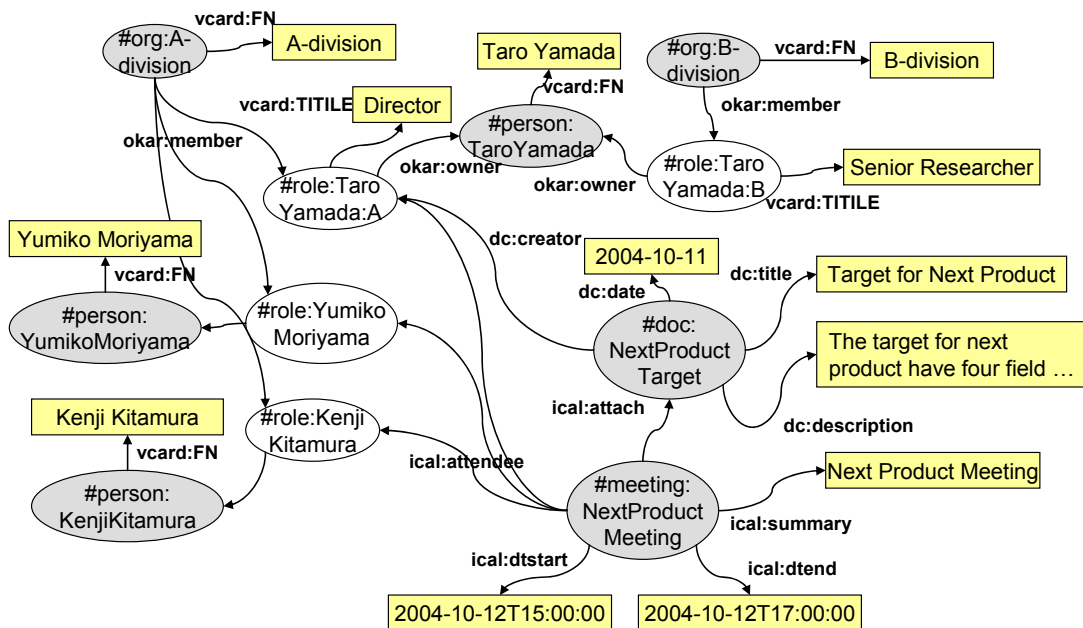 vcard:FN
#org:A-
division
A-division
Taro Yamada
vcard:FN
#org:B-
division
vcard:FN
B-division
vcard:TITILE
Director
okar:member
okar:member
#person:
TaroYamada
okar:owner
okar:owner
#role:Taro
Yamada:A
#role:Taro
Yamada:B
Senior Researcher
vcard:TITILE
Yumiko Moriyama
vcard:FN
dc:creator
2004-10-11
dc:date
dc:title
Target for Next Product
#person:
YumikoMoriyama
#role:Yumiko
Moriyama
#doc:
NextProduct
Target
The target for next
product have four field …
Kenji Kitamura
vcard:FN
#role:Kenji
Kitamura
ical:attach
dc:description
ical:attendee
#person:
KenjiKitamura
#meeting:
NextProduct
Meeting
Next Product Meeting
ical:summary
ical:dtstart
ical:dtend
2004-10-12T15:00:00
2004-10-12T17:00:00